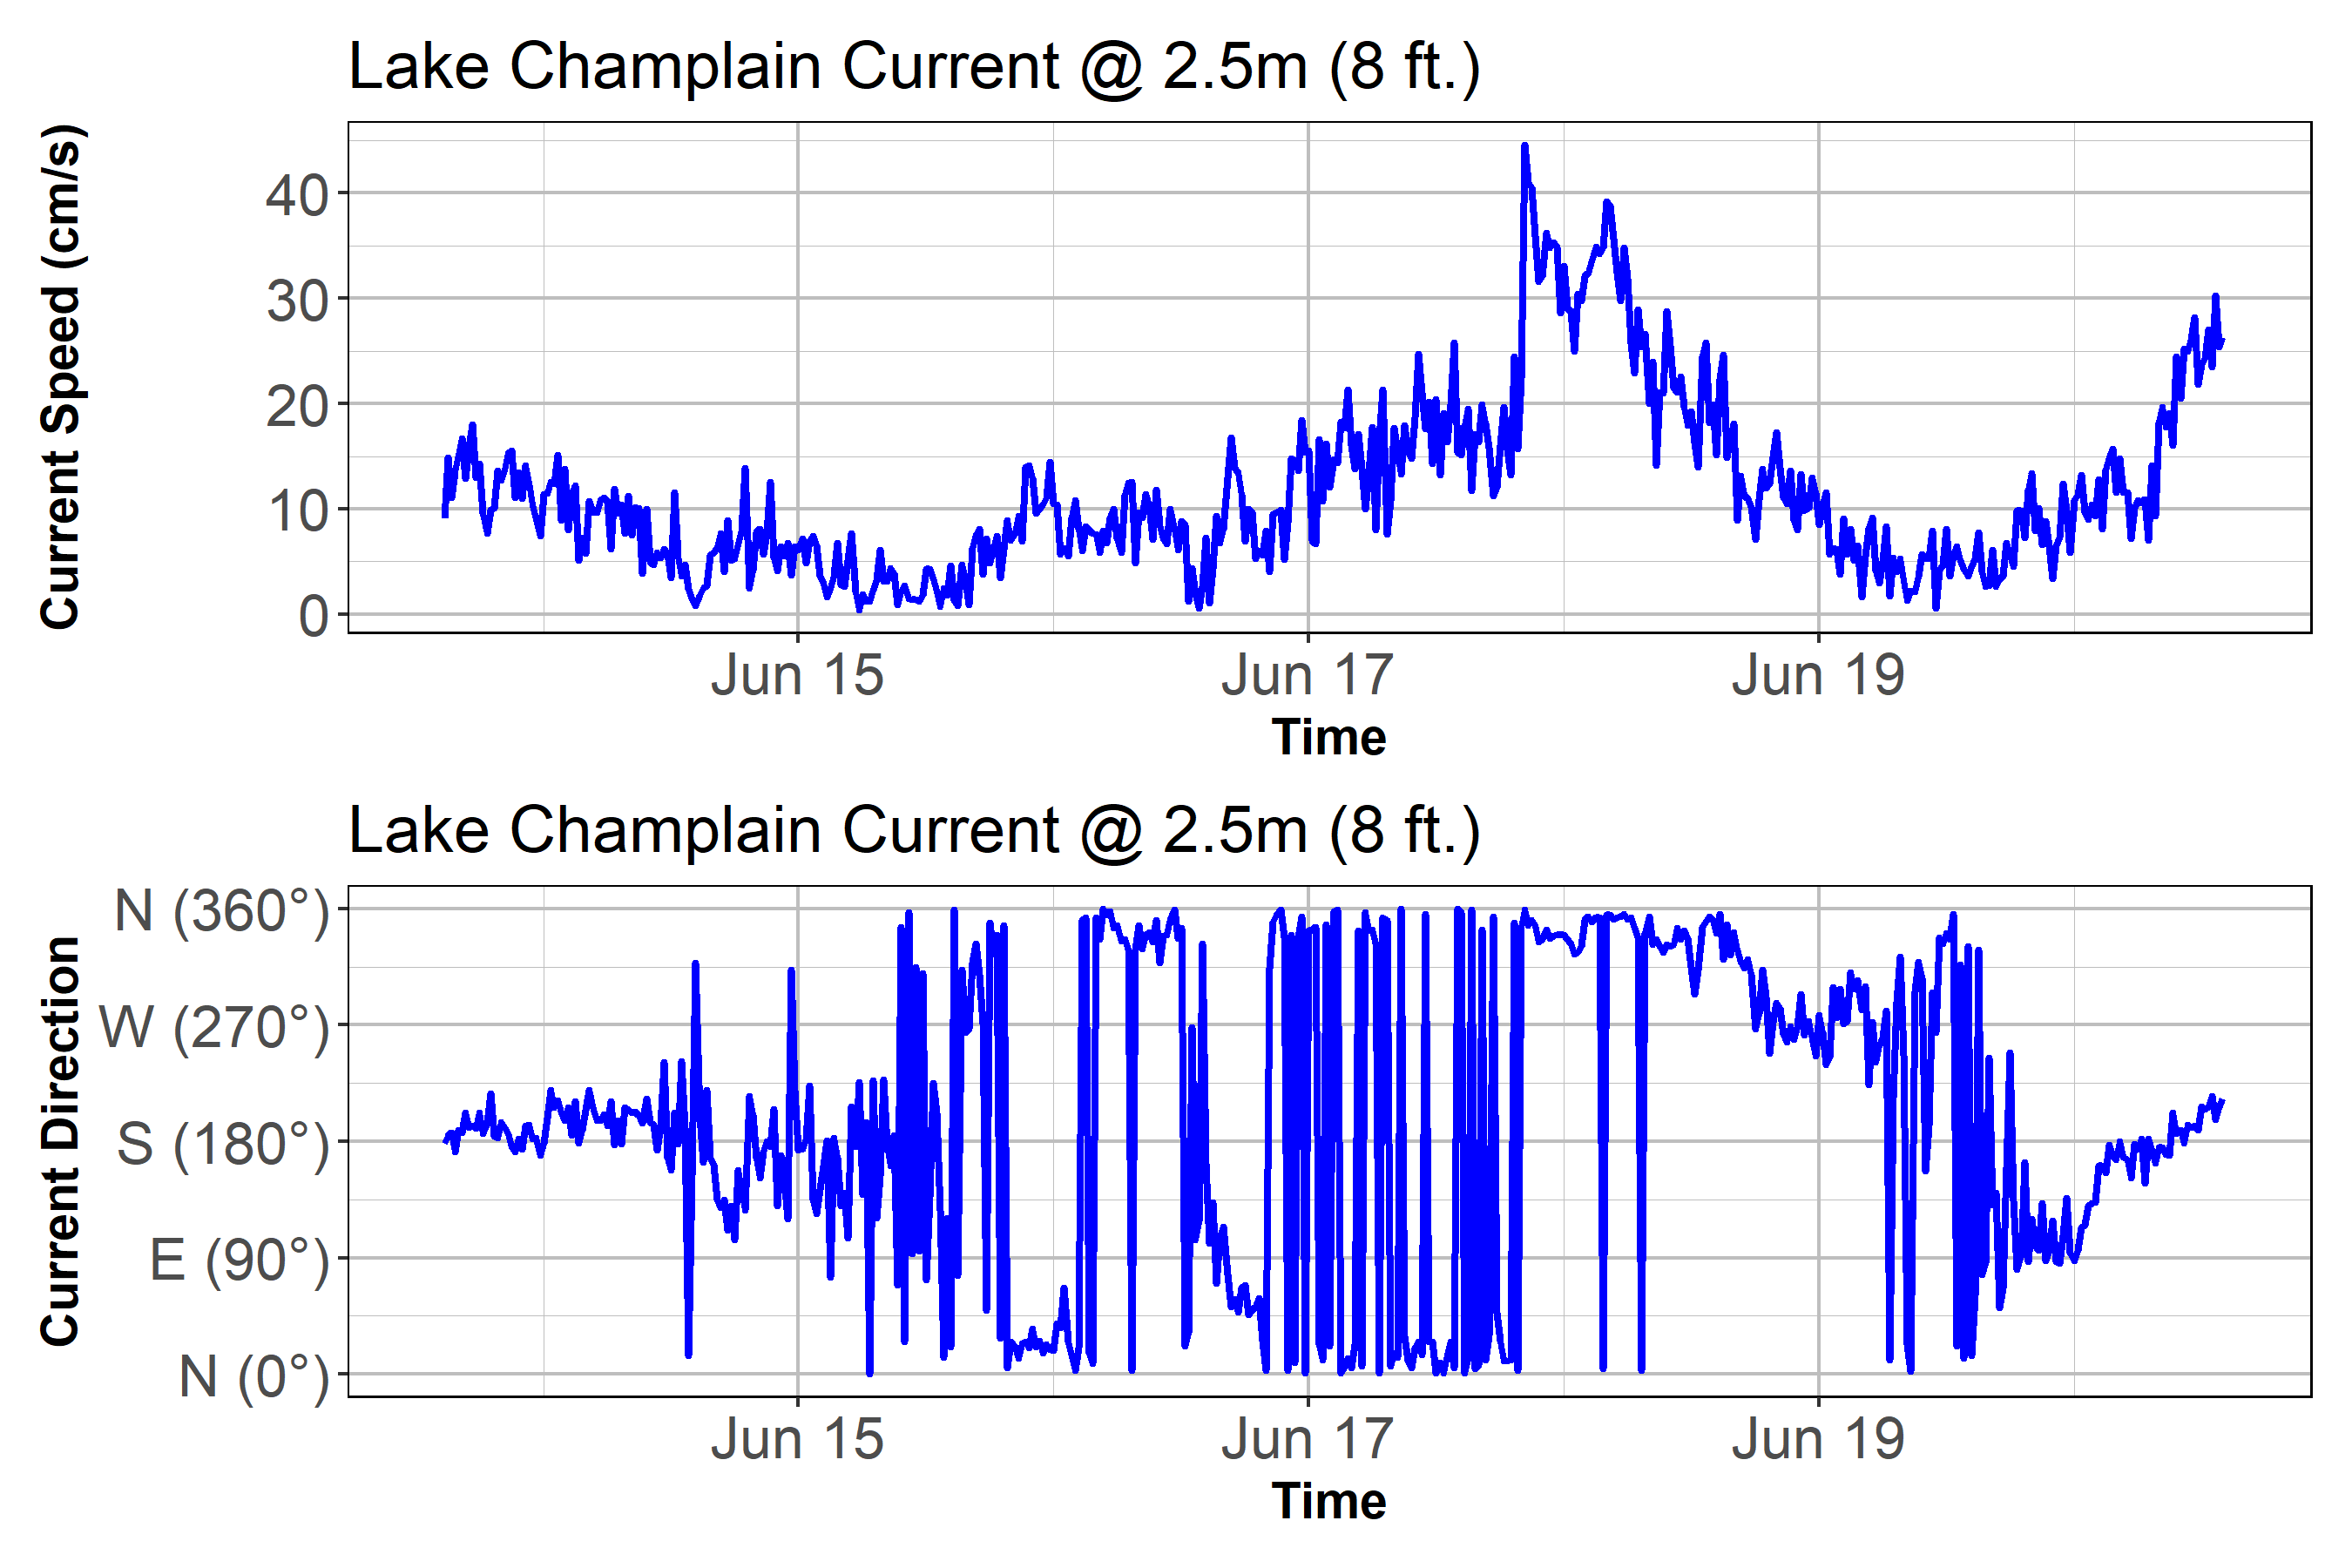 Lake Champlain Current @ 2.5m (8 ft.)
Current Speed (cm/s)
40
30
20
10
0
Jun 15 Jun 17 Jun 19
Time
Lake Champlain Current @ 2.5m (8 ft.)
Current Direction
N (360°)
W (270°)
S (180°)
E (90°)
N (0°)
Jun 15 Jun 17 Jun 19
Time